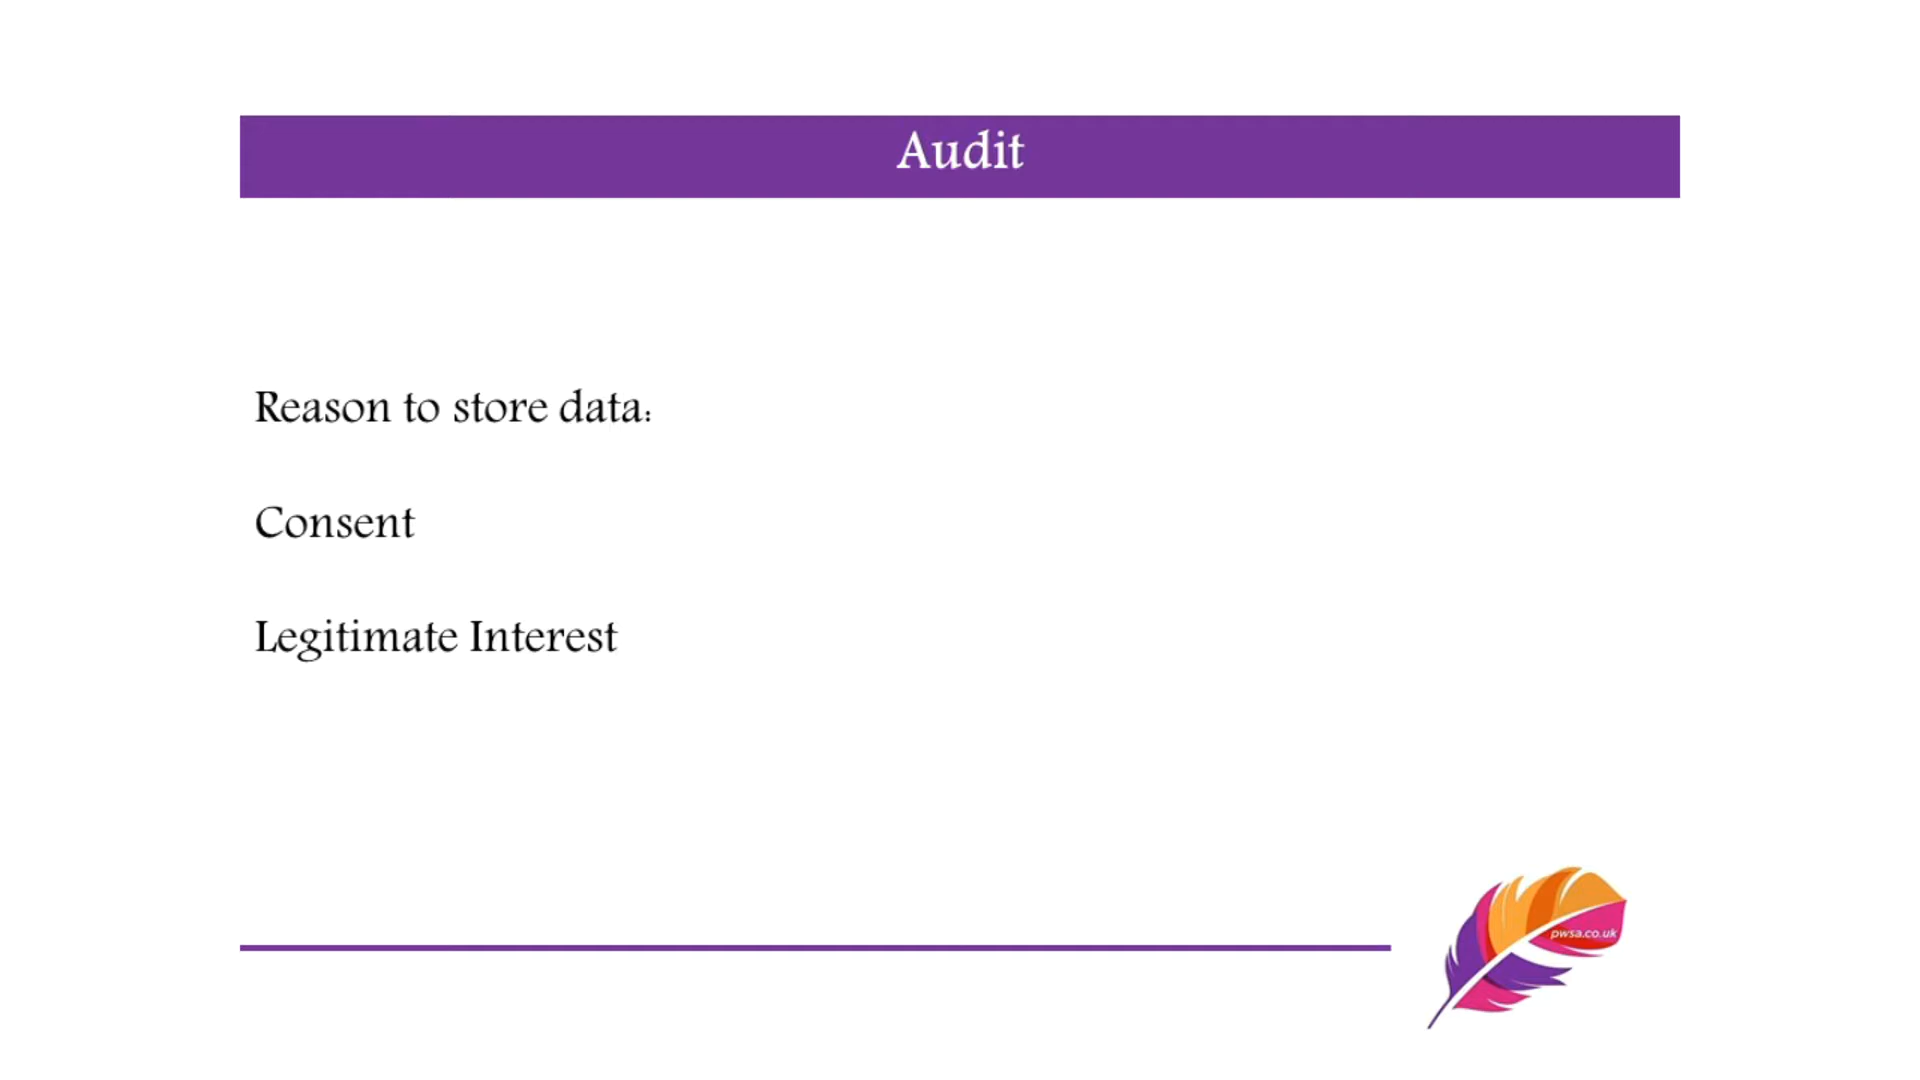 Audit
Reason to store data:
Consent
Legitimate Interest
pwsa.co.uk